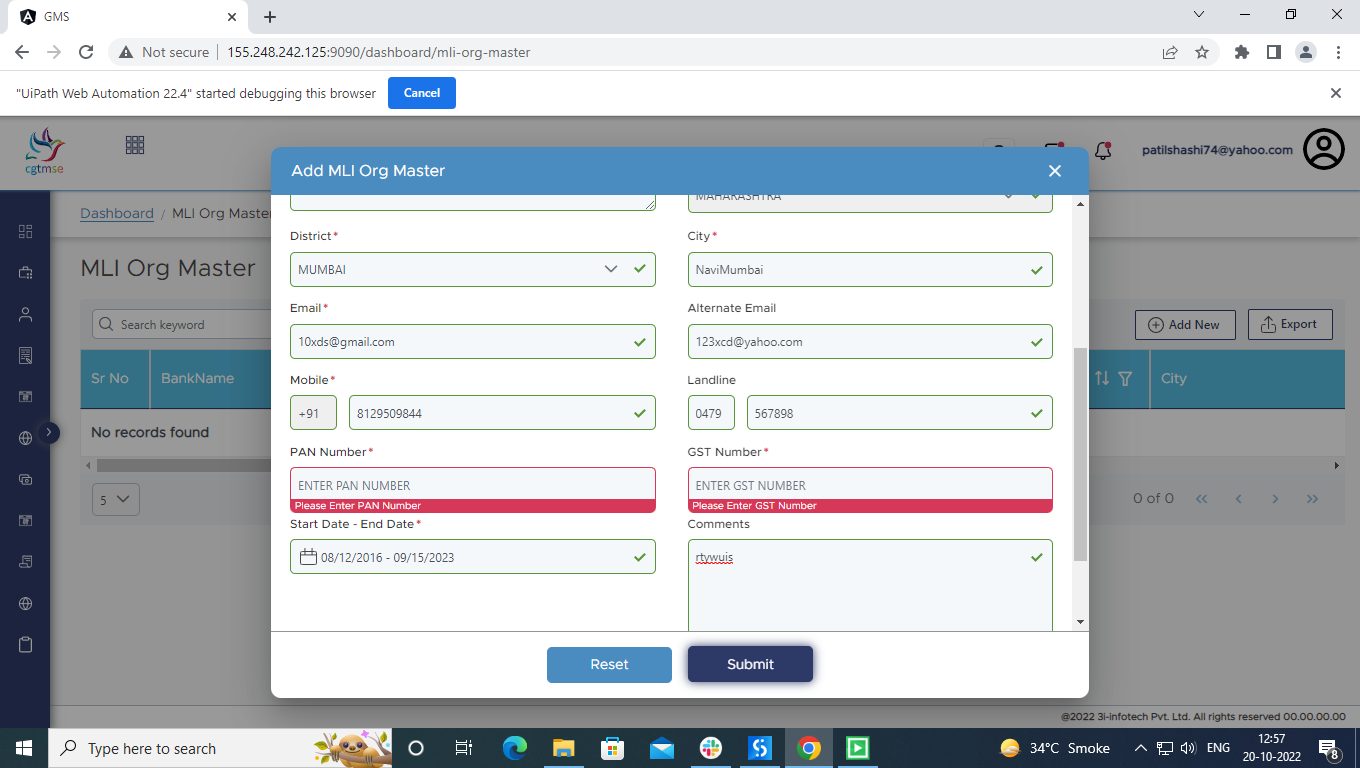 GMS
Not secure
155.248.242.125:9090/dashboard/mli-org-master
"UiPath Web Automation 22.4" started debugging this browser
Cancel
cgtmse
patilshashi74@yahoo.com
Add MLI Org Master
Dashboard / MLI Org Master
MAHARASHTRA
District*
City*
MUMBAI
NaviMumbai
MLI Org Master
Email*
Alternate Email
Search keyword
10xds@gmail.com
123xcd@yahoo.com
Add New
Export
Sr No
BankName
City
Mobile*
Landline
+91
8129509844
0479
567898
No records found
PAN Number*
GST Number*
ENTER PAN NUMBER
ENTER GST NUMBER
Please Enter PAN Number
Please Enter GST Number
5
0 of 0
Start Date - End Date*
Comments
08/12/2016 - 09/15/2023
rtywuis
Reset
Submit
@2022 3i-infotech Pvt. Ltd. All rights reserved 00.00.00.00
Type here to search
34°C Smoke
ENG
12:57
20-10-2022
8